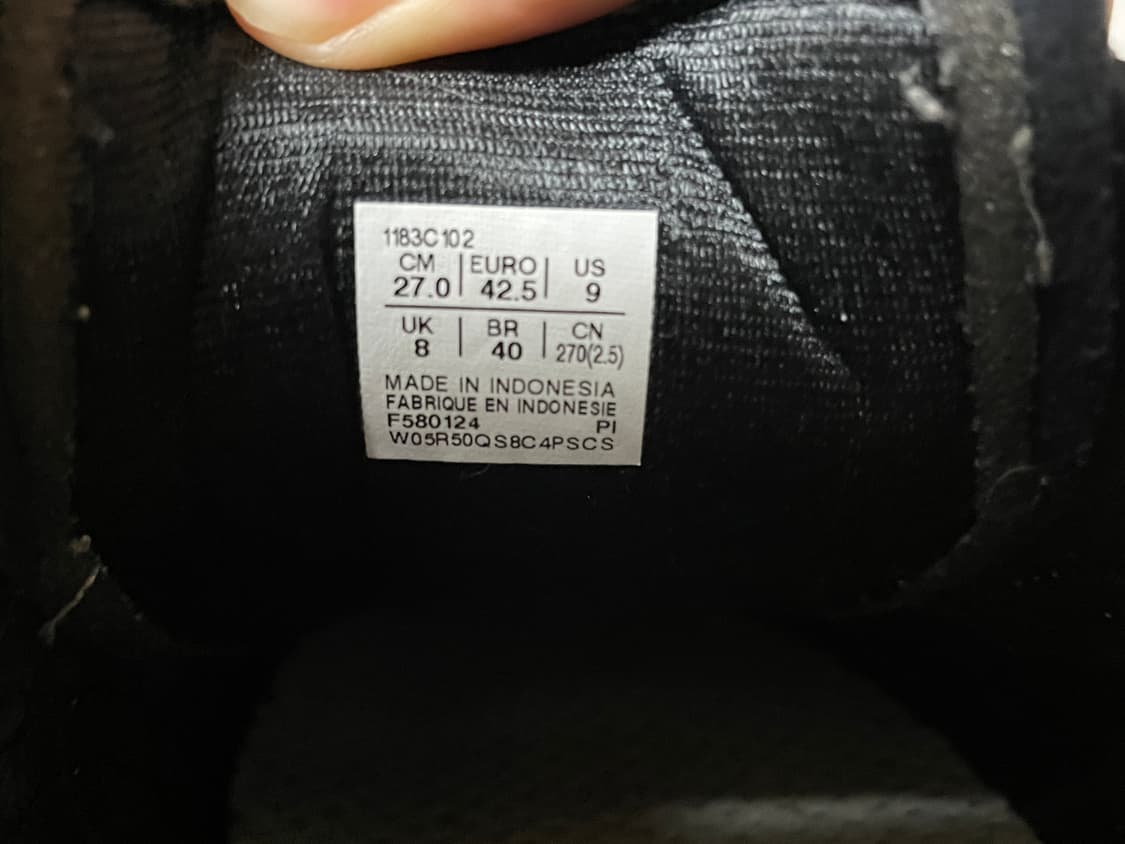 1183C102
CM | EURO | US
27.0 | 42.5 | 9
UK | BR | CN
8 | 40 | 270(2.5)
MADE IN INDONESIA
FABRIQUE EN INDONESIE
F580124 PI
W05R50QS8C4PSCS